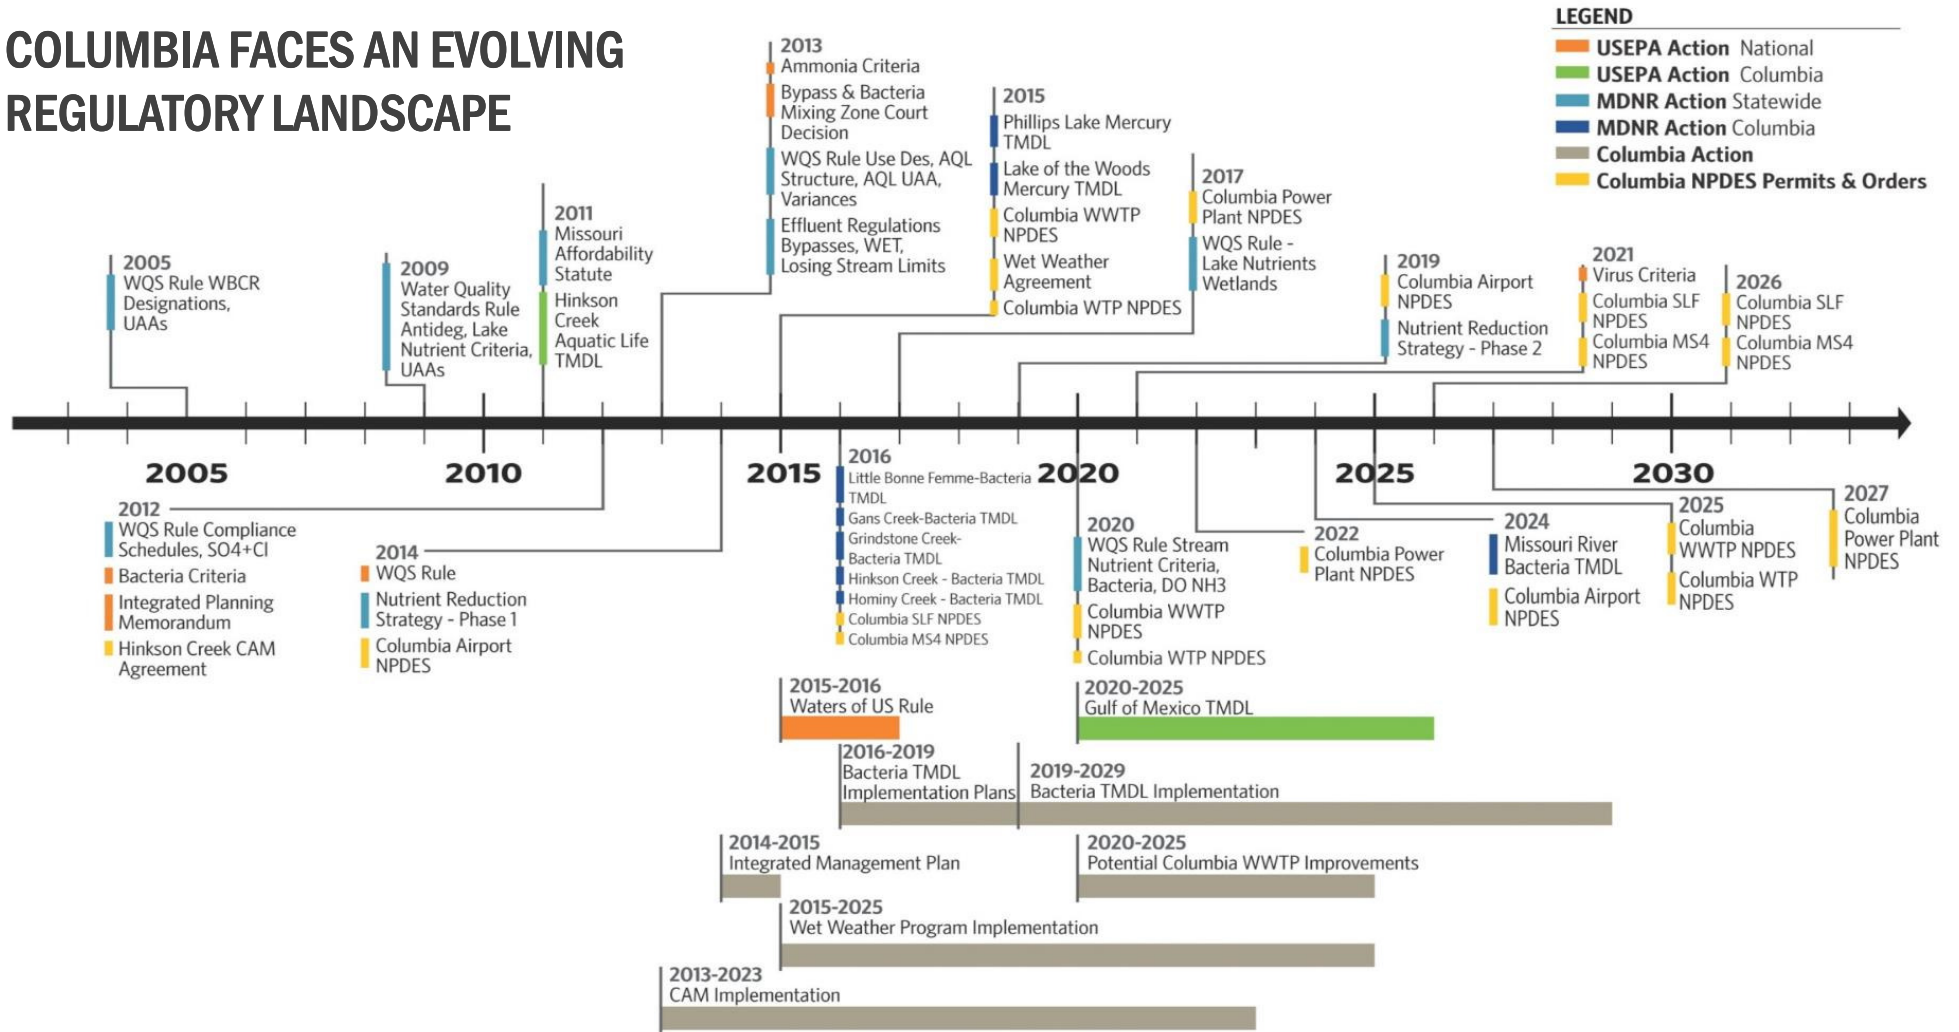 COLUMBIA FACES AN EVOLVING
REGULATORY LANDSCAPE
LEGEND
USEPA Action National
USEPA Action Columbia
MDNR Action Statewide
MDNR Action Columbia
Columbia Action
Columbia NPDES Permits & Orders
2005
WQS Rule WBCR
Designations,
UAAs
2009
Water Quality
Standards Rule
Antideg, Lake
Nutrient Criteria,
UAAs
2011
Missouri
Affordability
Statute
Hinkson
Creek
Aquatic Life
TMDL
2013
Ammonia Criteria
Bypass & Bacteria
Mixing Zone Court
Decision
WQS Rule Use Des, AQL
Structure, AQL UAA,
Variances
Effluent Regulations
Bypasses, WET,
Losing Stream Limits
2015
Phillips Lake Mercury
TMDL
Lake of the Woods
Mercury TMDL
Columbia WWTP
NPDES
Wet Weather
Agreement
Columbia WTP NPDES
2017
Columbia Power
Plant NPDES
WQS Rule -
Lake Nutrients
Wetlands
2019
Columbia Airport
NPDES
Nutrient Reduction
Strategy - Phase 2
2021
Virus Criteria
Columbia SLF
NPDES
Columbia MS4
NPDES
2026
Columbia SLF
NPDES
Columbia MS4
NPDES
2005
2010
2015
2020
2025
2030
2012
WQS Rule Compliance
Schedules, SO4+Cl
Bacteria Criteria
Integrated Planning
Memorandum
Hinkson Creek CAM
Agreement
2014
WQS Rule
Nutrient Reduction
Strategy - Phase 1
Columbia Airport
NPDES
2016
Little Bonne Femme-Bacteria
TMDL
Gans Creek-Bacteria TMDL
Grindstone Creek-
Bacteria TMDL
Hinkson Creek - Bacteria TMDL
Hominy Creek - Bacteria TMDL
Columbia SLF NPDES
Columbia MS4 NPDES
2020
WQS Rule Stream
Nutrient Criteria,
Bacteria, DO NH3
Columbia WWTP
NPDES
Columbia WTP NPDES
2022
Columbia Power
Plant NPDES
2024
Missouri River
Bacteria TMDL
Columbia Airport
NPDES
2025
Columbia
WWTP NPDES
Columbia WTP
NPDES
2027
Columbia
Power Plant
NPDES
2015-2016
Waters of US Rule
2020-2025
Gulf of Mexico TMDL
2016-2019
Bacteria TMDL
Implementation Plans
2019-2029
Bacteria TMDL Implementation
2014-2015
Integrated Management Plan
2020-2025
Potential Columbia WWTP Improvements
2015-2025
Wet Weather Program Implementation
2013-2023
CAM Implementation